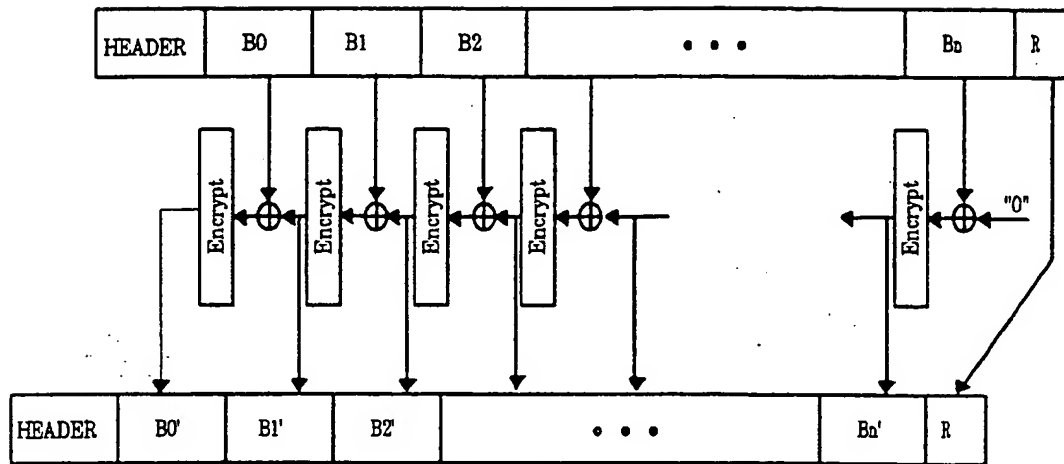 HEADER B0 B1 B2 • • • Bn R
Encrypt Encrypt Encrypt Encrypt Encrypt "0"
HEADER B0' B1' B2' • • • Bn' R